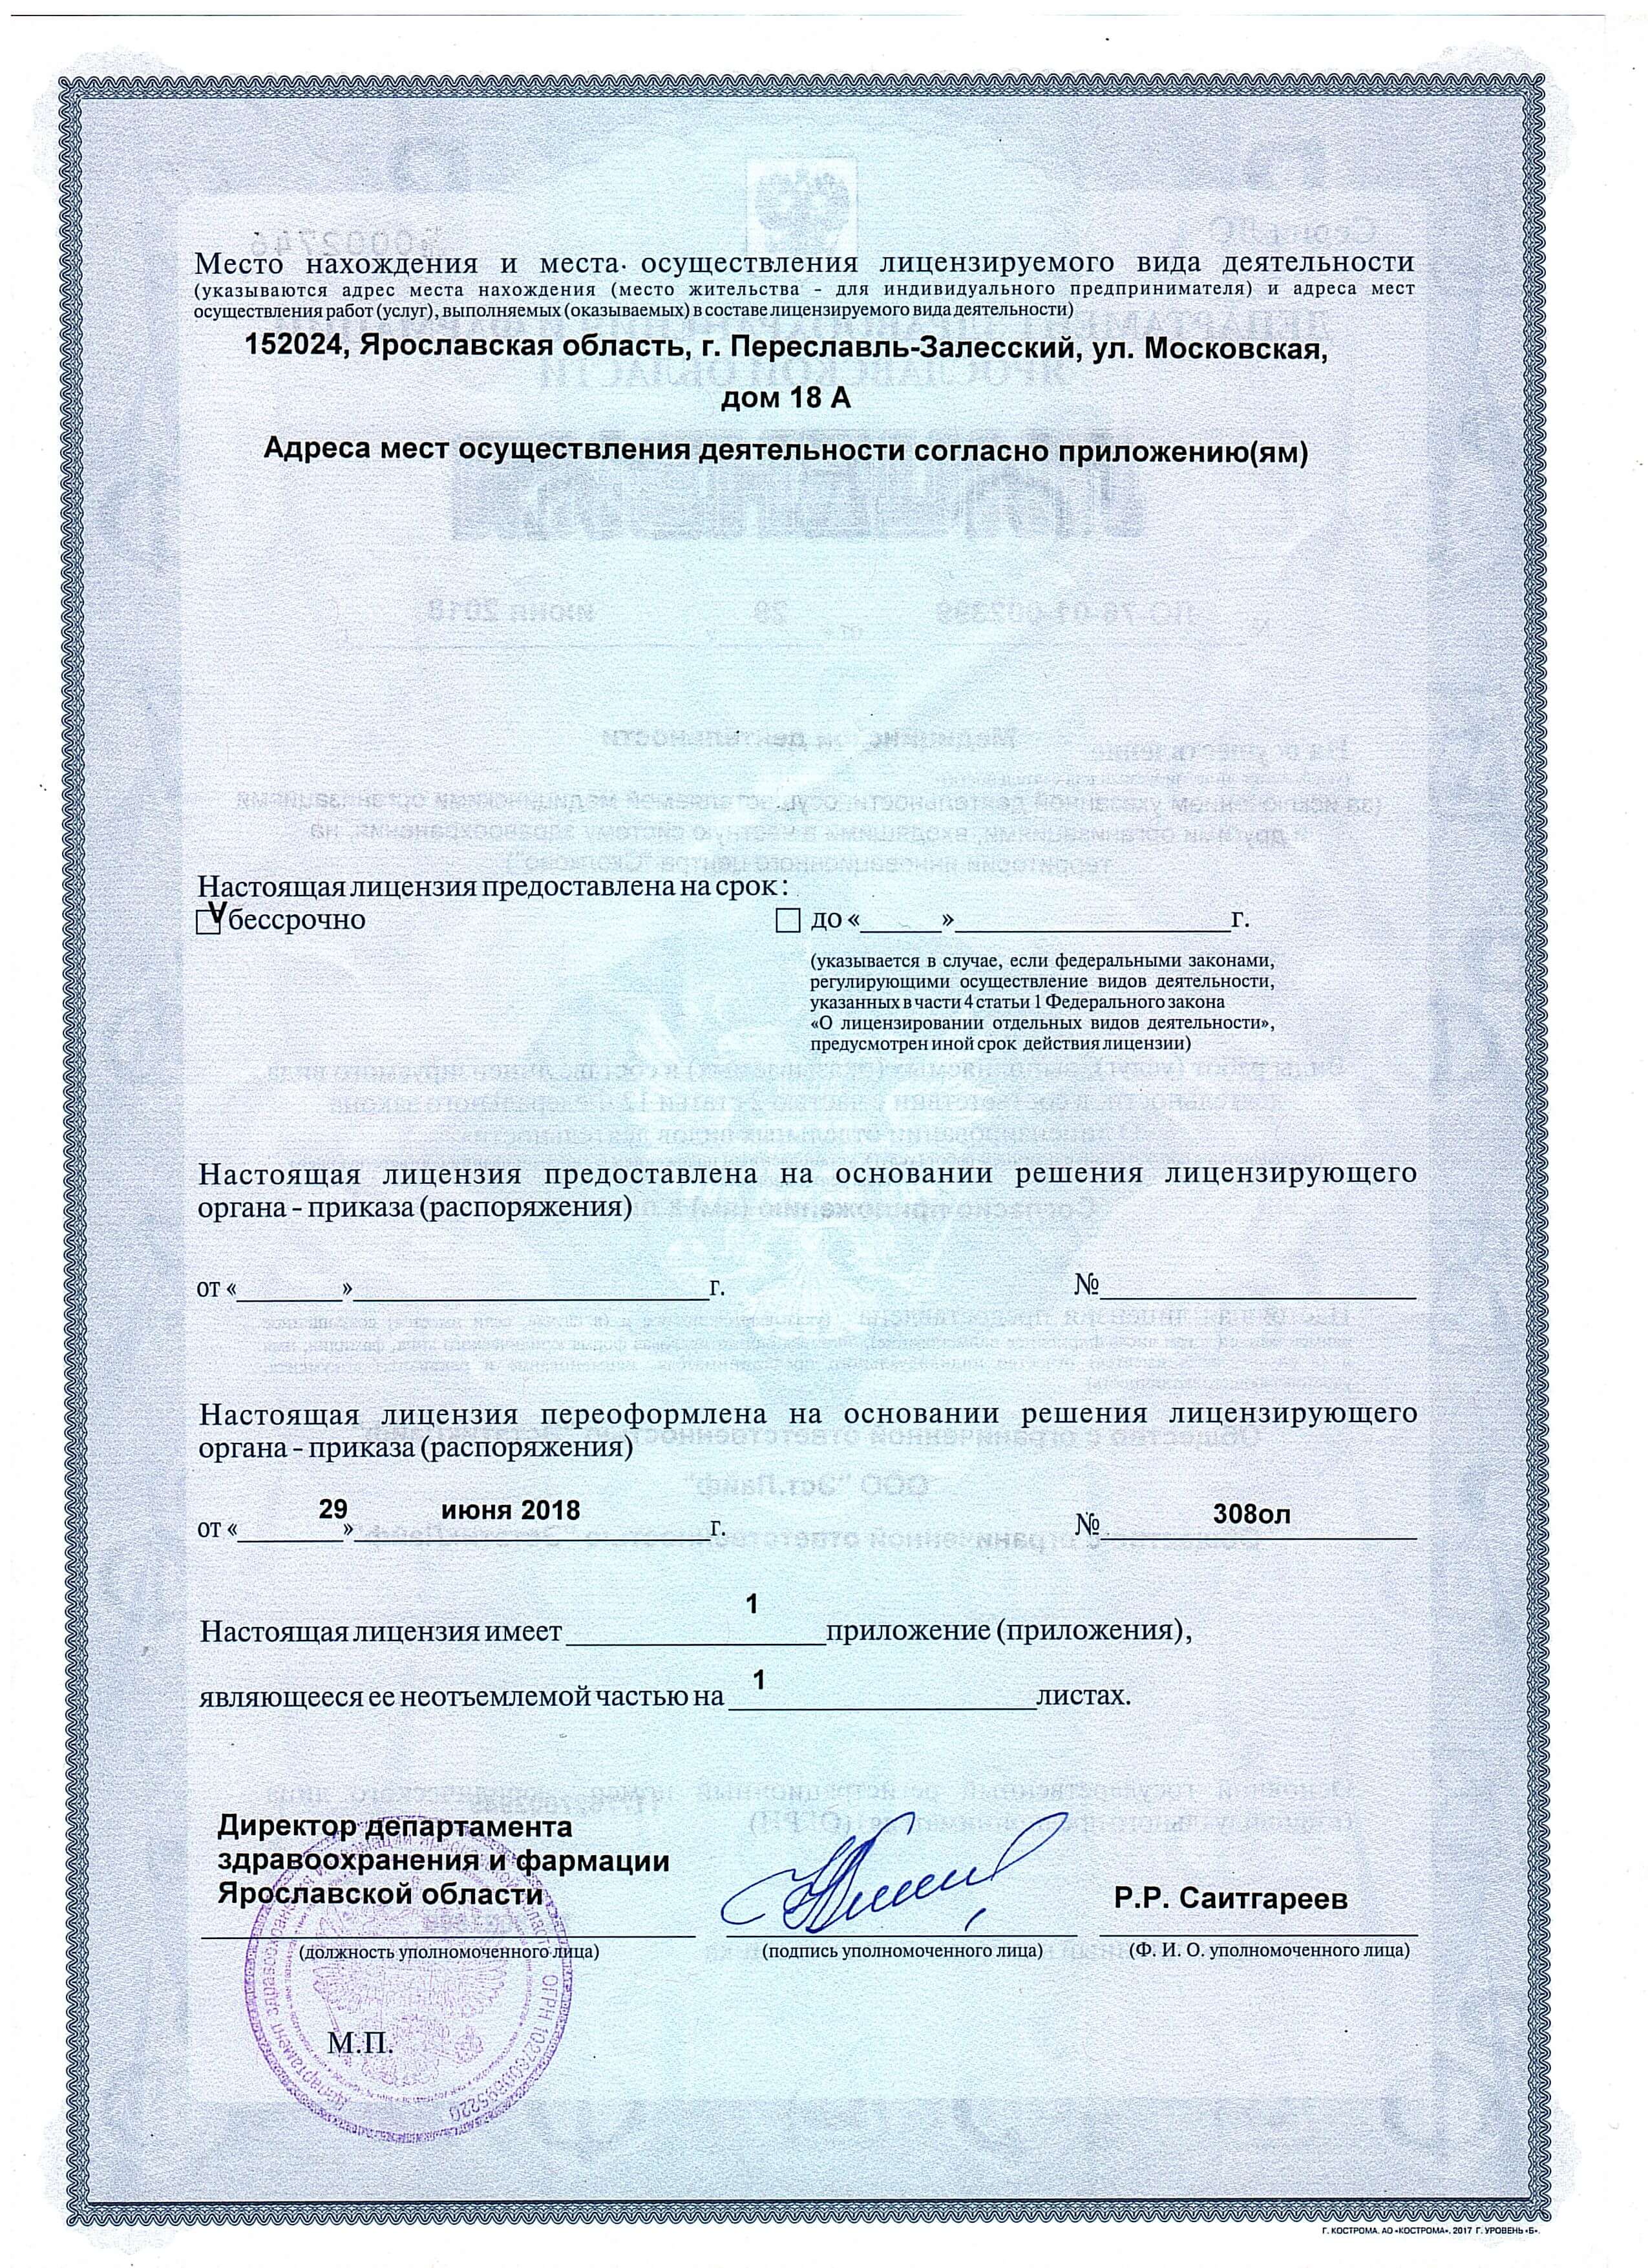 Место нахождения и места осуществления лицензируемого вида деятельности
(указываются адрес места нахождения (место жительства - для индивидуального предпринимателя) и адреса мест
осуществления работ (услуг), выполняемых (оказываемых) в составе лицензируемого вида деятельности)
152024, Ярославская область, г. Переславль-Залесский, ул. Московская,
дом 18 А
Адреса мест осуществления деятельности согласно приложению(ям)
Настоящая лицензия предоставлена на срок:
V бессрочно
до «______»____________________г.
(указывается в случае, если федеральными законами,
регулирующими осуществление видов деятельности,
указанных в части 4 статьи 1 Федерального закона
«О лицензировании отдельных видов деятельности»,
предусмотрен иной срок действия лицензии)
Настоящая лицензия предоставлена на основании решения лицензирующего
органа - приказа (распоряжения)
от «________»__________________________г. №_______________________
Настоящая лицензия переоформлена на основании решения лицензирующего
органа - приказа (распоряжения)
от « 29 » июня 2018 г. № 308ол
Настоящая лицензия имеет 1 приложение (приложения),
являющееся ее неотъемлемой частью на 1 листах.
Директор департамента
здравоохранения и фармации
Ярославской области
Р.Р. Саитгареев
(должность уполномоченного лица)
(подпись уполномоченного лица)
(Ф. И. О. уполномоченного лица)
М.П.
ОГРН 1027600695220
Г. КОСТРОМА, АО «КОСТРОМА», 2017 Г. УРОВЕНЬ «Б».